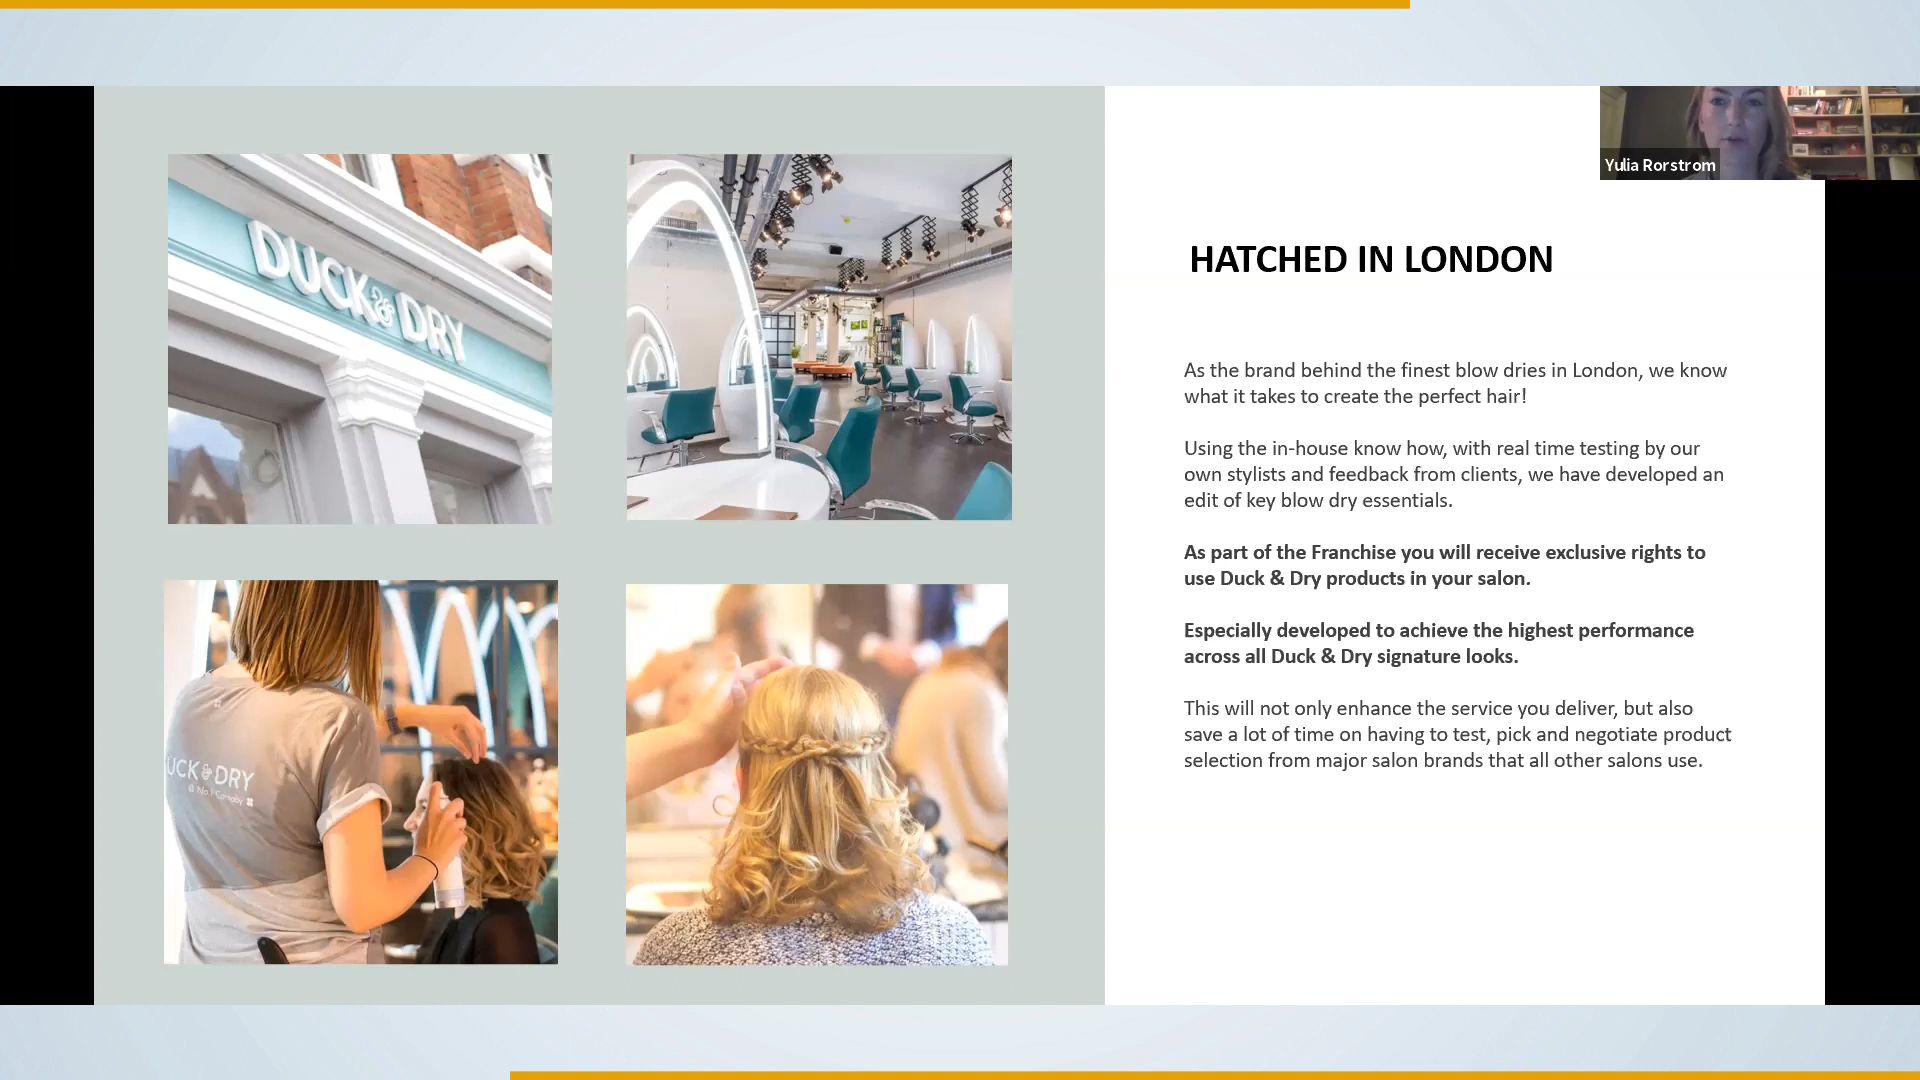 DUCK & DRY
UCK & DRY
Yulia Rorstrom
HATCHED IN LONDON
As the brand behind the finest blow dries in London, we know
what it takes to create the perfect hair!
Using the in-house know how, with real time testing by our
own stylists and feedback from clients, we have developed an
edit of key blow dry essentials.
As part of the Franchise you will receive exclusive rights to
use Duck & Dry products in your salon.
Especially developed to achieve the highest performance
across all Duck & Dry signature looks.
This will not only enhance the service you deliver, but also
save a lot of time on having to test, pick and negotiate product
selection from major salon brands that all other salons use.